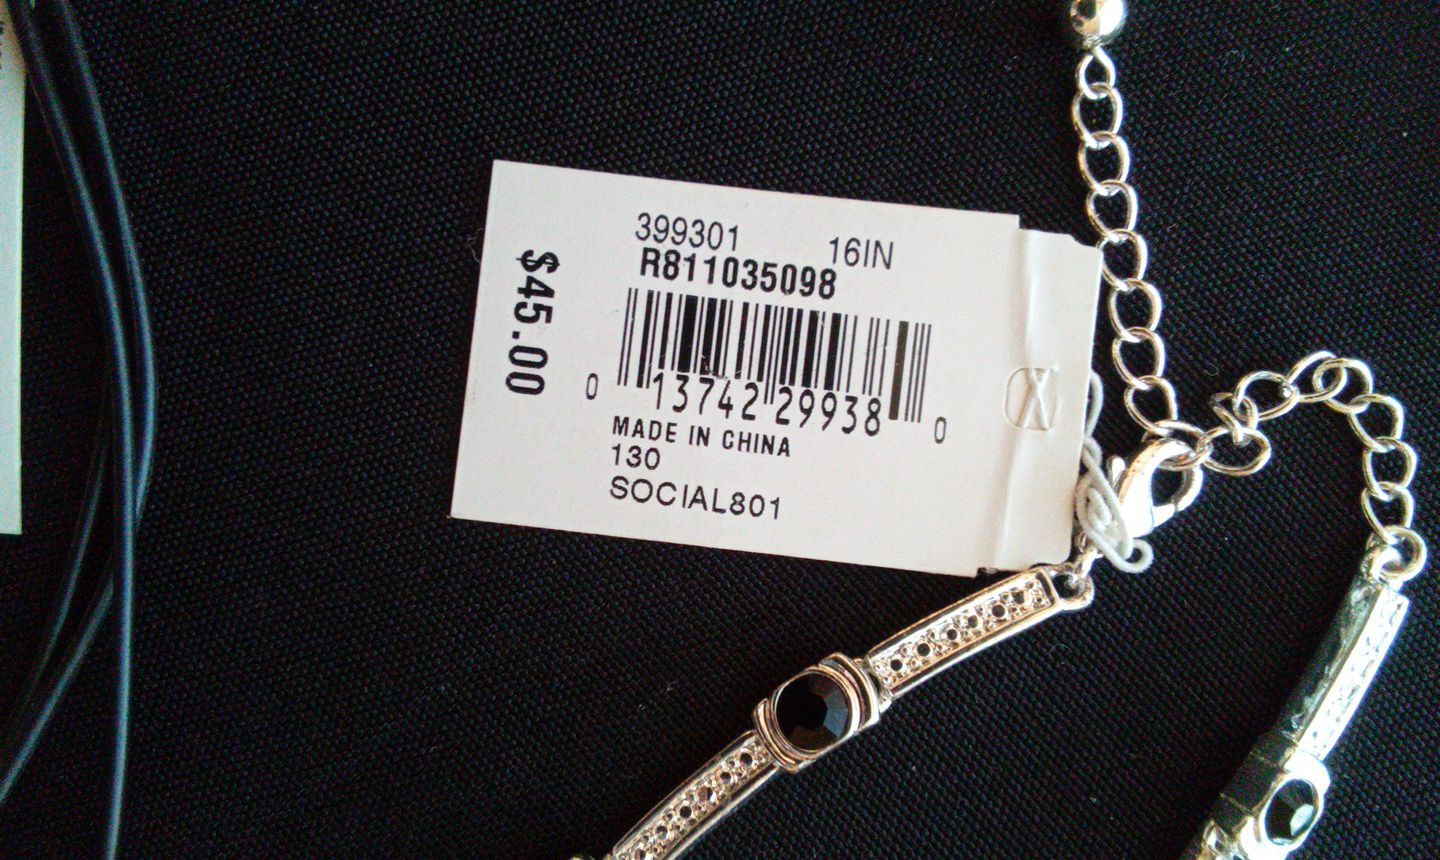 399301 16IN
R811035098
$45.00
0 13742 29938 0
MADE IN CHINA
130
SOCIAL801